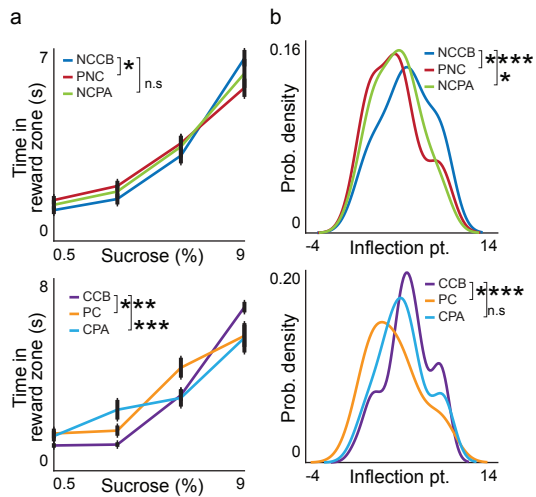 a
7
NCCB
*
PNC
n.s
NCPA
Time in
reward zone (s)
0
0.5
Sucrose (%)
9
b
0.16
NCCB
****
PNC
*
NCPA
Prob. density
0
-4
Inflection pt.
14
8
CCB
***
PC
***
CPA
Time in
reward zone (s)
0
0.5
Sucrose (%)
9
0.20
CCB
****
PC
n.s
CPA
Prob. density
0
-4
Inflection pt.
14